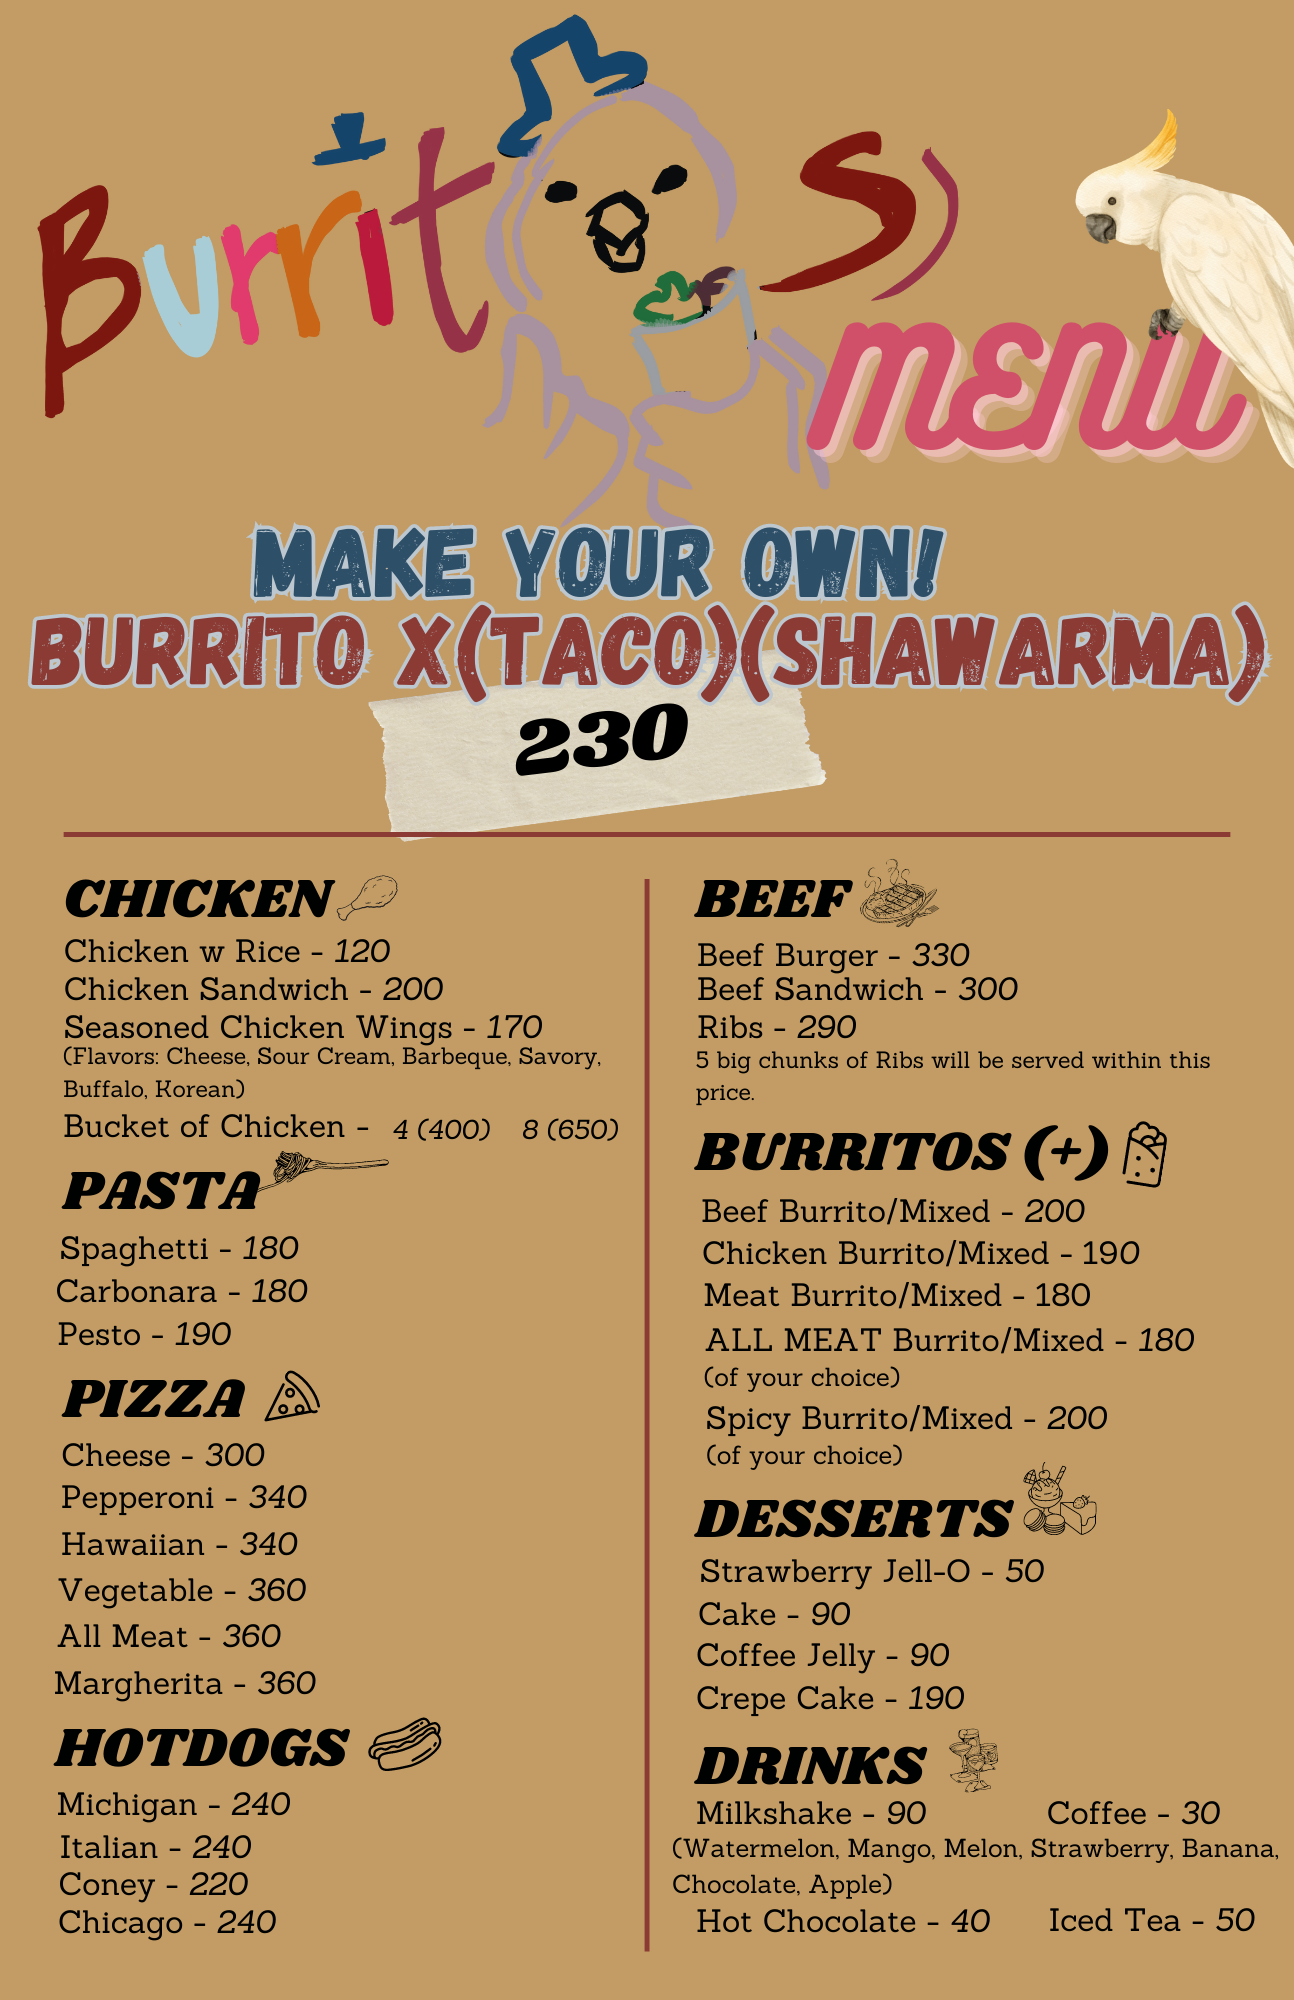 Burritos)
MENU
MAKE YOUR OWN!
BURRITO X(TACO)(SHAWARMA)
230
CHICKEN
Chicken w Rice - 120
Chicken Sandwich - 200
Seasoned Chicken Wings - 170
(Flavors: Cheese, Sour Cream, Barbeque, Savory,
Buffalo, Korean)
Bucket of Chicken - 4 (400) 8 (650)
PASTA
Spaghetti - 180
Carbonara - 180
Pesto - 190
PIZZA
Cheese - 300
Pepperoni - 340
Hawaiian - 340
Vegetable - 360
All Meat - 360
Margherita - 360
HOTDOGS
Michigan - 240
Italian - 240
Coney - 220
Chicago - 240
BEEF
Beef Burger - 330
Beef Sandwich - 300
Ribs - 290
5 big chunks of Ribs will be served within this
price.
BURRITOS (+)
Beef Burrito/Mixed - 200
Chicken Burrito/Mixed - 190
Meat Burrito/Mixed - 180
ALL MEAT Burrito/Mixed - 180
(of your choice)
Spicy Burrito/Mixed - 200
(of your choice)
DESSERTS
Strawberry Jell-O - 50
Cake - 90
Coffee Jelly - 90
Crepe Cake - 190
DRINKS
Milkshake - 90 Coffee - 30
(Watermelon, Mango, Melon, Strawberry, Banana,
Chocolate, Apple)
Hot Chocolate - 40 Iced Tea - 50